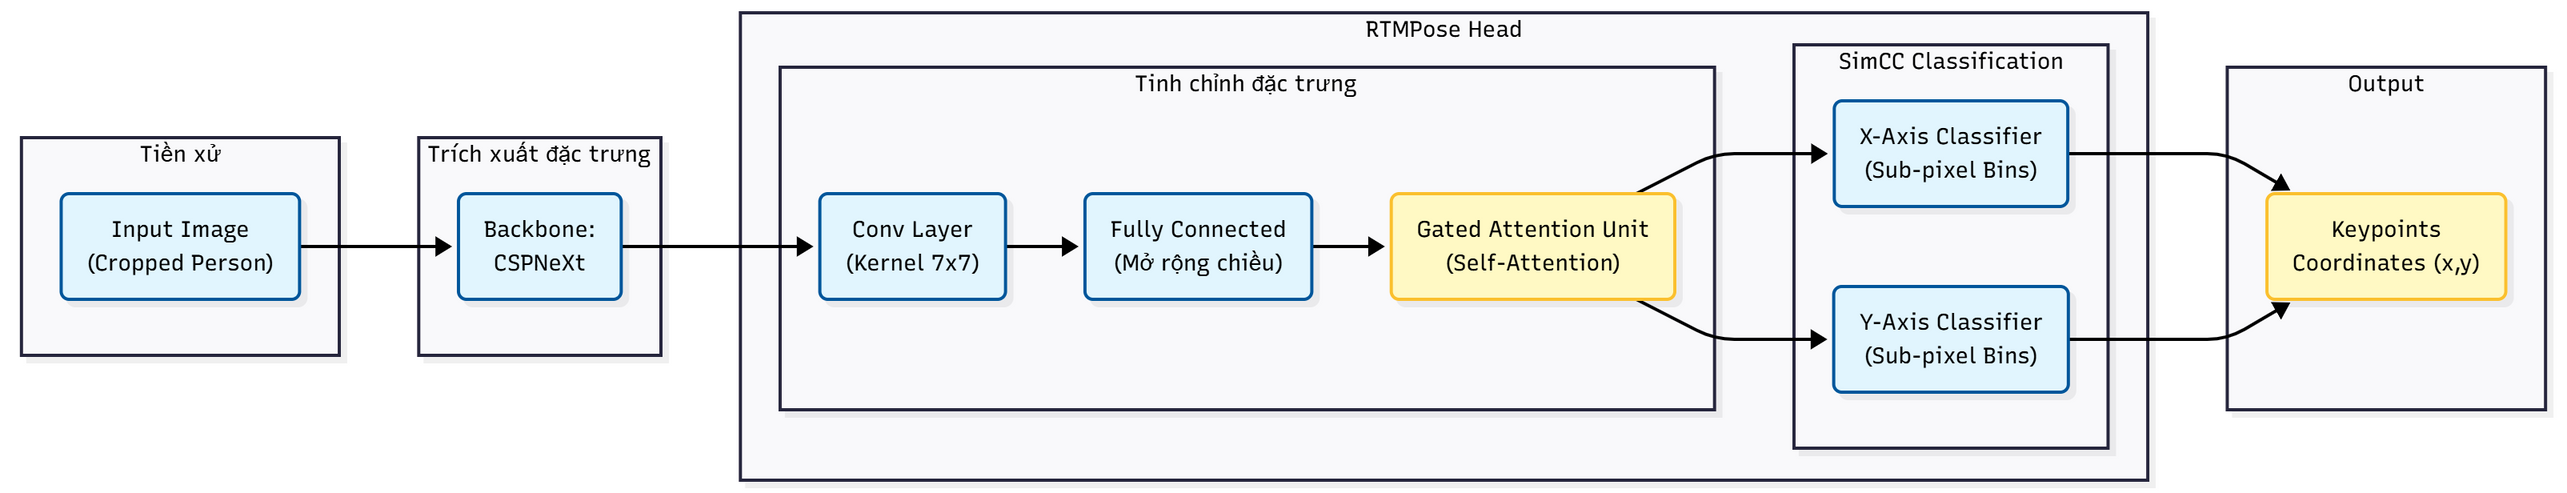 RTMPose Head
Tiền xử
Input Image
(Cropped Person)
Trích xuất đặc trưng
Backbone:
CSPNeXt
Tinh chỉnh đặc trưng
Conv Layer
(Kernel 7x7)
Fully Connected
(Mở rộng chiều)
Gated Attention Unit
(Self-Attention)
SimCC Classification
X-Axis Classifier
(Sub-pixel Bins)
Y-Axis Classifier
(Sub-pixel Bins)
Output
Keypoints
Coordinates (x,y)